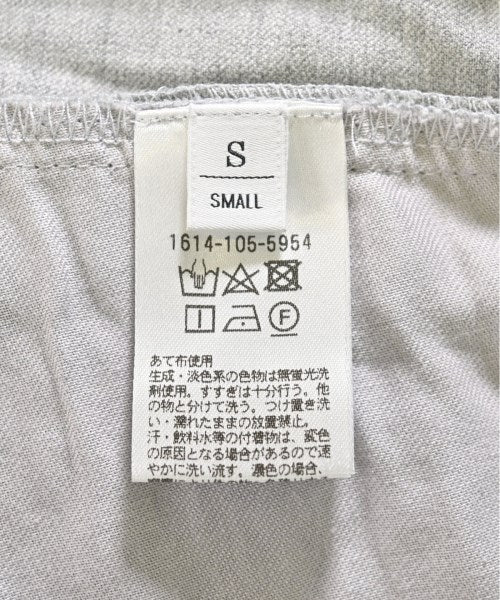 S
SMALL
1614-105-5954
F
あて布使用
生成・淡色系の色物は無蛍光洗
剤使用。すすぎは十分行う。他
の物と分けて洗う。つけ置き洗
い・濡れたままの放置禁止。
汗・飲料水等の付着物は、変色
の原因となる場合があるので速
やかに洗い流す。濃色の場合、